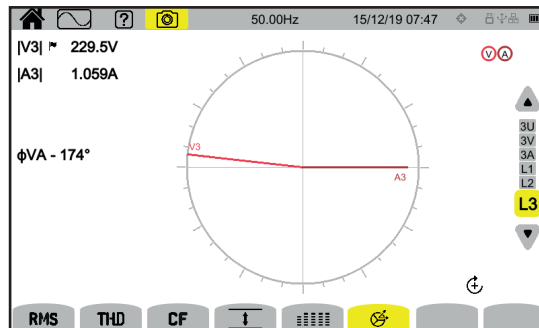 ? 50.00Hz 15/12/19 07:47
|V3| 229.5V
|A3| 1.059A
V A
V3
A3
ϕVA - 174°
3U
3V
3A
L1
L2
L3
RMS THD CF